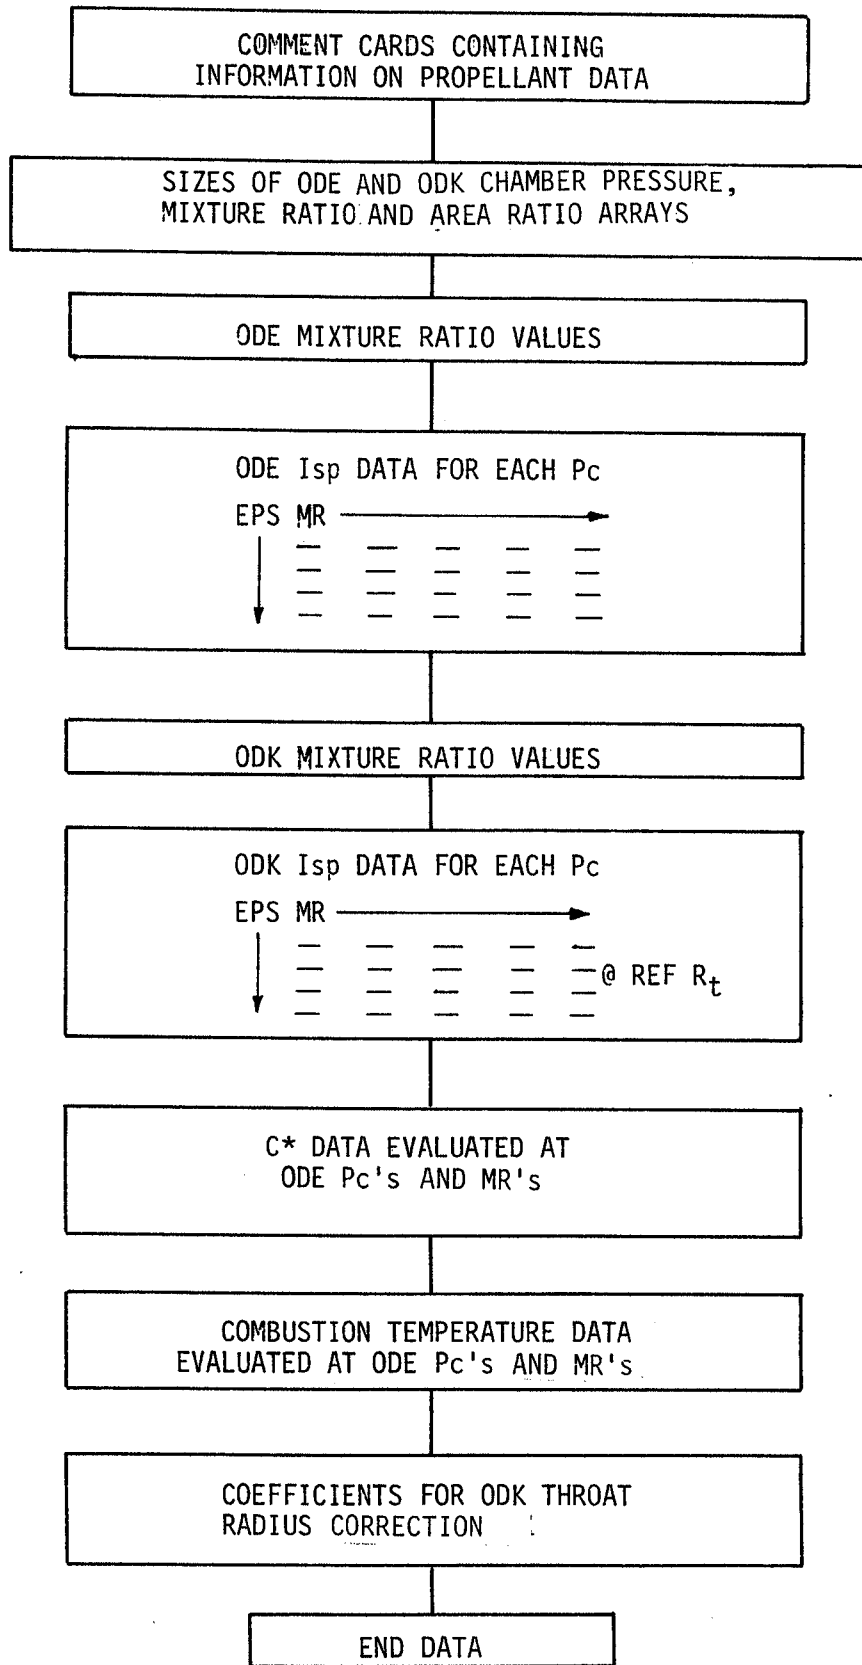 COMMENT CARDS CONTAINING
INFORMATION ON PROPELLANT DATA
SIZES OF ODE AND ODK CHAMBER PRESSURE,
MIXTURE RATIO AND AREA RATIO ARRAYS
ODE MIXTURE RATIO VALUES
ODE Isp DATA FOR EACH Pc
EPS MR
ODK MIXTURE RATIO VALUES
ODK Isp DATA FOR EACH Pc
EPS MR
@ REF Rt
C* DATA EVALUATED AT
ODE Pc's AND MR's
COMBUSTION TEMPERATURE DATA
EVALUATED AT ODE Pc's AND MR's
COEFFICIENTS FOR ODK THROAT
RADIUS CORRECTION
END DATA